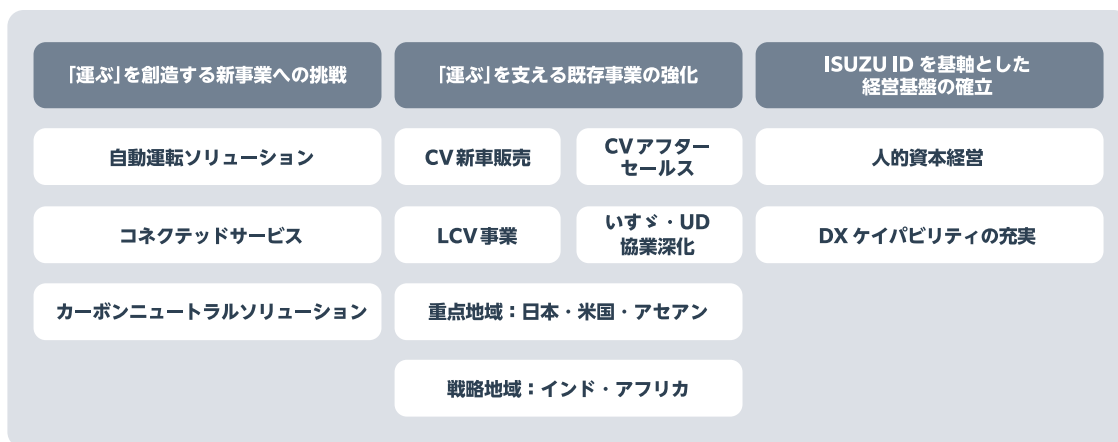 「運ぶ」を創造する新事業への挑戦
自動運転ソリューション
コネクテッドサービス
カーボンニュートラルソリューション
「運ぶ」を支える既存事業の強化
CV新車販売
CVアフター
セールス
LCV事業
いすゞ・UD
協業深化
重点地域：日本・米国・アセアン
戦略地域：インド・アフリカ
ISUZU ID を基軸とした
経営基盤の確立
人的資本経営
DX ケイパビリティの充実